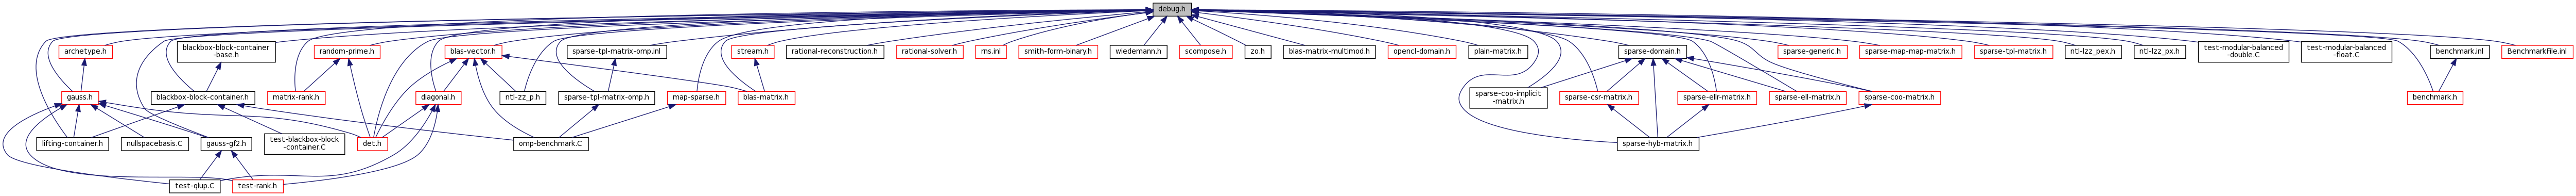 debug.h
archetype.h
blackbox-block-container
-base.h
random-prime.h
blas-vector.h
sparse-tpl-matrix-omp.inl
stream.h
rational-reconstruction.h
rational-solver.h
ms.inl
smith-form-binary.h
wiedemann.h
scompose.h
zo.h
blas-matrix-multimod.h
opencl-domain.h
plain-matrix.h
sparse-domain.h
sparse-generic.h
sparse-map-map-matrix.h
sparse-tpl-matrix.h
ntl-lzz_pex.h
ntl-lzz_px.h
test-modular-balanced
-double.C
test-modular-balanced
-float.C
benchmark.inl
BenchmarkFile.inl
gauss.h
blackbox-block-container.h
matrix-rank.h
diagonal.h
ntl-zz_p.h
sparse-tpl-matrix-omp.h
map-sparse.h
blas-matrix.h
sparse-coo-implicit
-matrix.h
sparse-csr-matrix.h
sparse-ellr-matrix.h
sparse-ell-matrix.h
sparse-coo-matrix.h
benchmark.h
lifting-container.h
nullspacebasis.C
gauss-gf2.h
test-blackbox-block
-container.C
det.h
omp-benchmark.C
sparse-hyb-matrix.h
test-qlup.C
test-rank.h